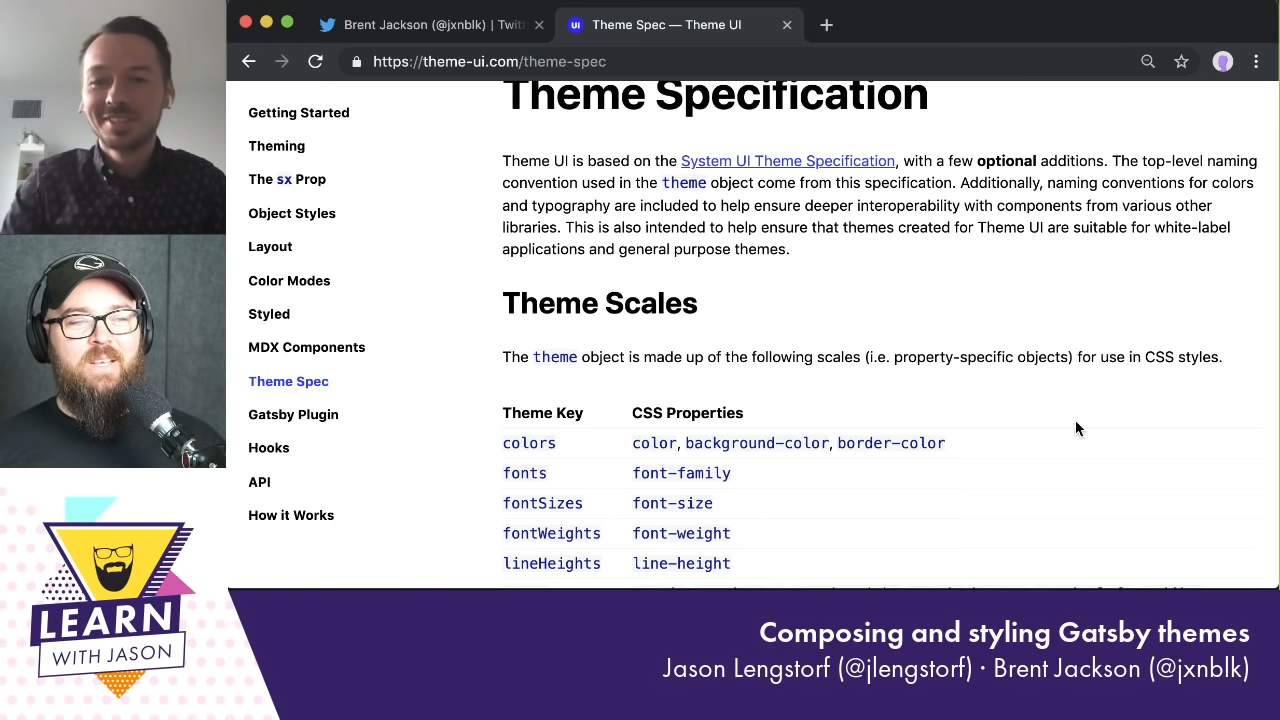 Brent Jackson (@jxnblk) | Twitt
Theme Spec — Theme UI
https://theme-ui.com/theme-spec
Getting Started
Theming
The sx Prop
Object Styles
Layout
Color Modes
Styled
MDX Components
Theme Spec
Gatsby Plugin
Hooks
API
How it Works
Theme Specification
Theme UI is based on the System UI Theme Specification, with a few optional additions. The top-level naming
convention used in the theme object come from this specification. Additionally, naming conventions for colors
and typography are included to help ensure deeper interoperability with components from various other
libraries. This is also intended to help ensure that themes created for Theme UI are suitable for white-label
applications and general purpose themes.
Theme Scales
The theme object is made up of the following scales (i.e. property-specific objects) for use in CSS styles.
Theme Key CSS Properties
colors color, background-color, border-color
fonts font-family
fontSizes font-size
fontWeights font-weight
lineHeights line-height
LEARN
WITH JASON
Composing and styling Gatsby themes
Jason Lengstorf (@jlengstorf) · Brent Jackson (@jxnblk)